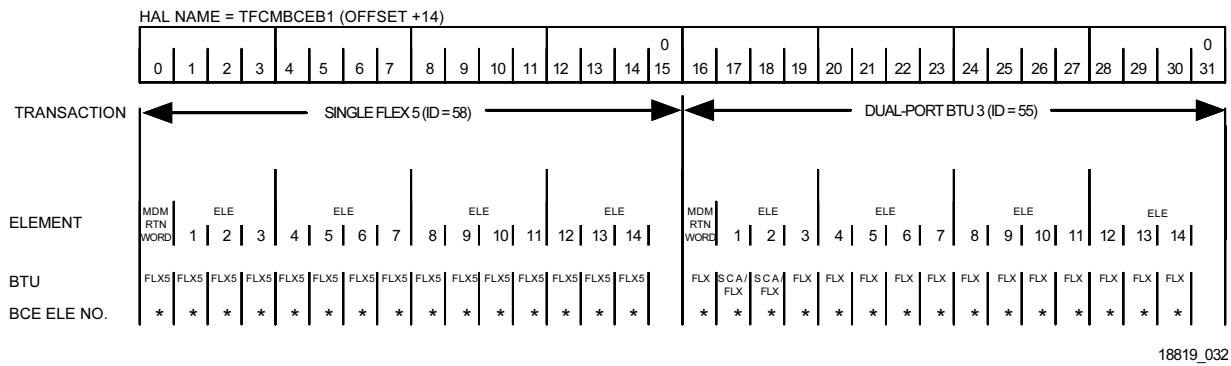 HAL NAME = TFCMBCEB1 (OFFSET +14)
0 0
0 1 2 3 4 5 6 7 8 9 10 11 12 13 14 15 16 17 18 19 20 21 22 23 24 25 26 27 28 29 30 31
TRANSACTION SINGLE FLEX 5 (ID = 58) DUAL-PORT BTU 3 (ID = 55)
MDM ELE ELE ELE ELE MDM ELE ELE ELE ELE
RTN RTN
ELEMENT WORD 1 2 3 4 5 6 7 8 9 10 11 12 13 14 WORD 1 2 3 4 5 6 7 8 9 10 11 12 13 14
BTU FLX5 FLX5 FLX5 FLX5 FLX5 FLX5 FLX5 FLX5 FLX5 FLX5 FLX5 FLX5 FLX5 FLX5 FLX5 FLX SCA/ SCA/ FLX FLX FLX FLX FLX FLX FLX FLX FLX FLX FLX FLX
FLX FLX
BCE ELE NO. * * * * * * * * * * * * * * * * * * * * * * * * * * * * * *
18819_032